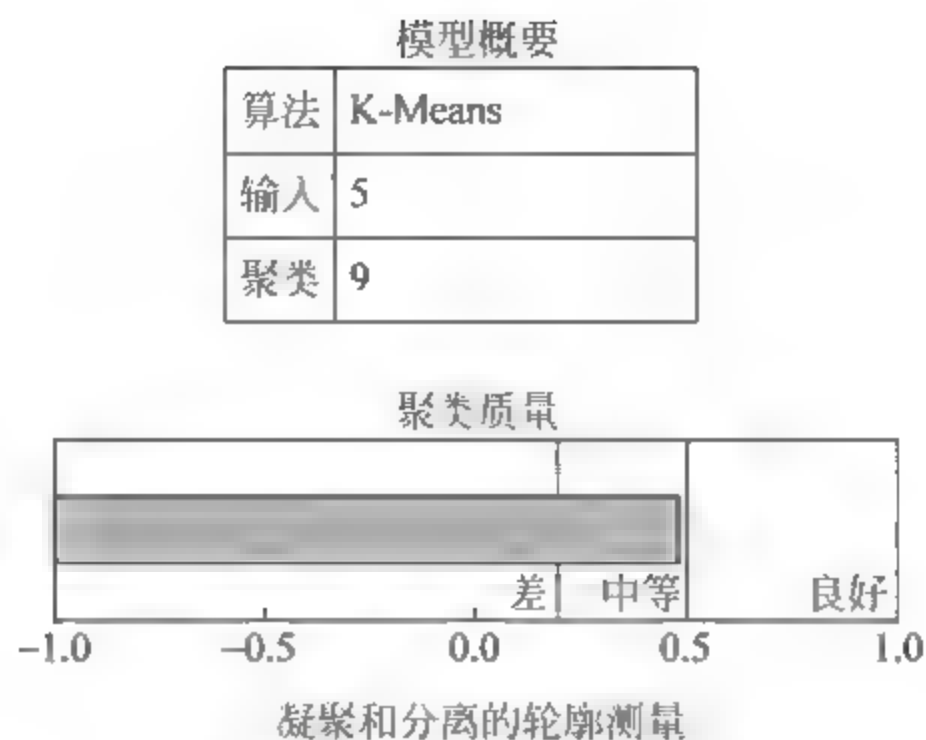 模型概要
算法 K-Means
输入 5
聚类 9
聚类质量
差 中等 良好
-1.0 -0.5 0.0 0.5 1.0
凝聚和分离的轮廓测量